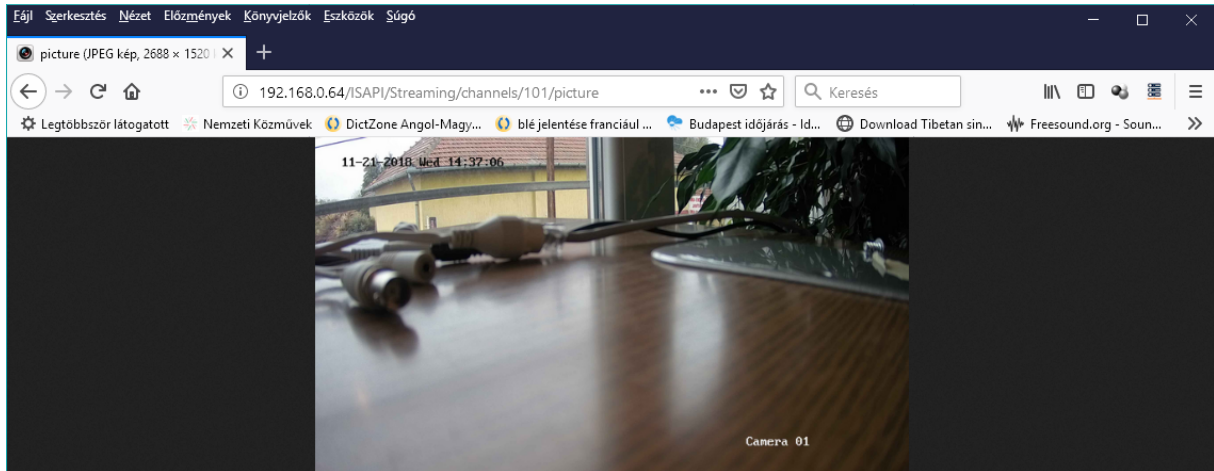 Fájl Szerkesztés Nézet Előzmények Könyvjelzők Eszközök Súgó
picture (JPEG kép, 2688 × 1520
192.168.0.64/ISAPI/Streaming/channels/101/picture Keresés
Legtöbbször látogatott Nemzeti Közművek DictZone Angol-Magy... blé jelentése franciául ... Budapest időjárás - Id... Download Tibetan sin... Freesound.org - Soun...
11-21-2018 Wed 14:37:06
Camera 01